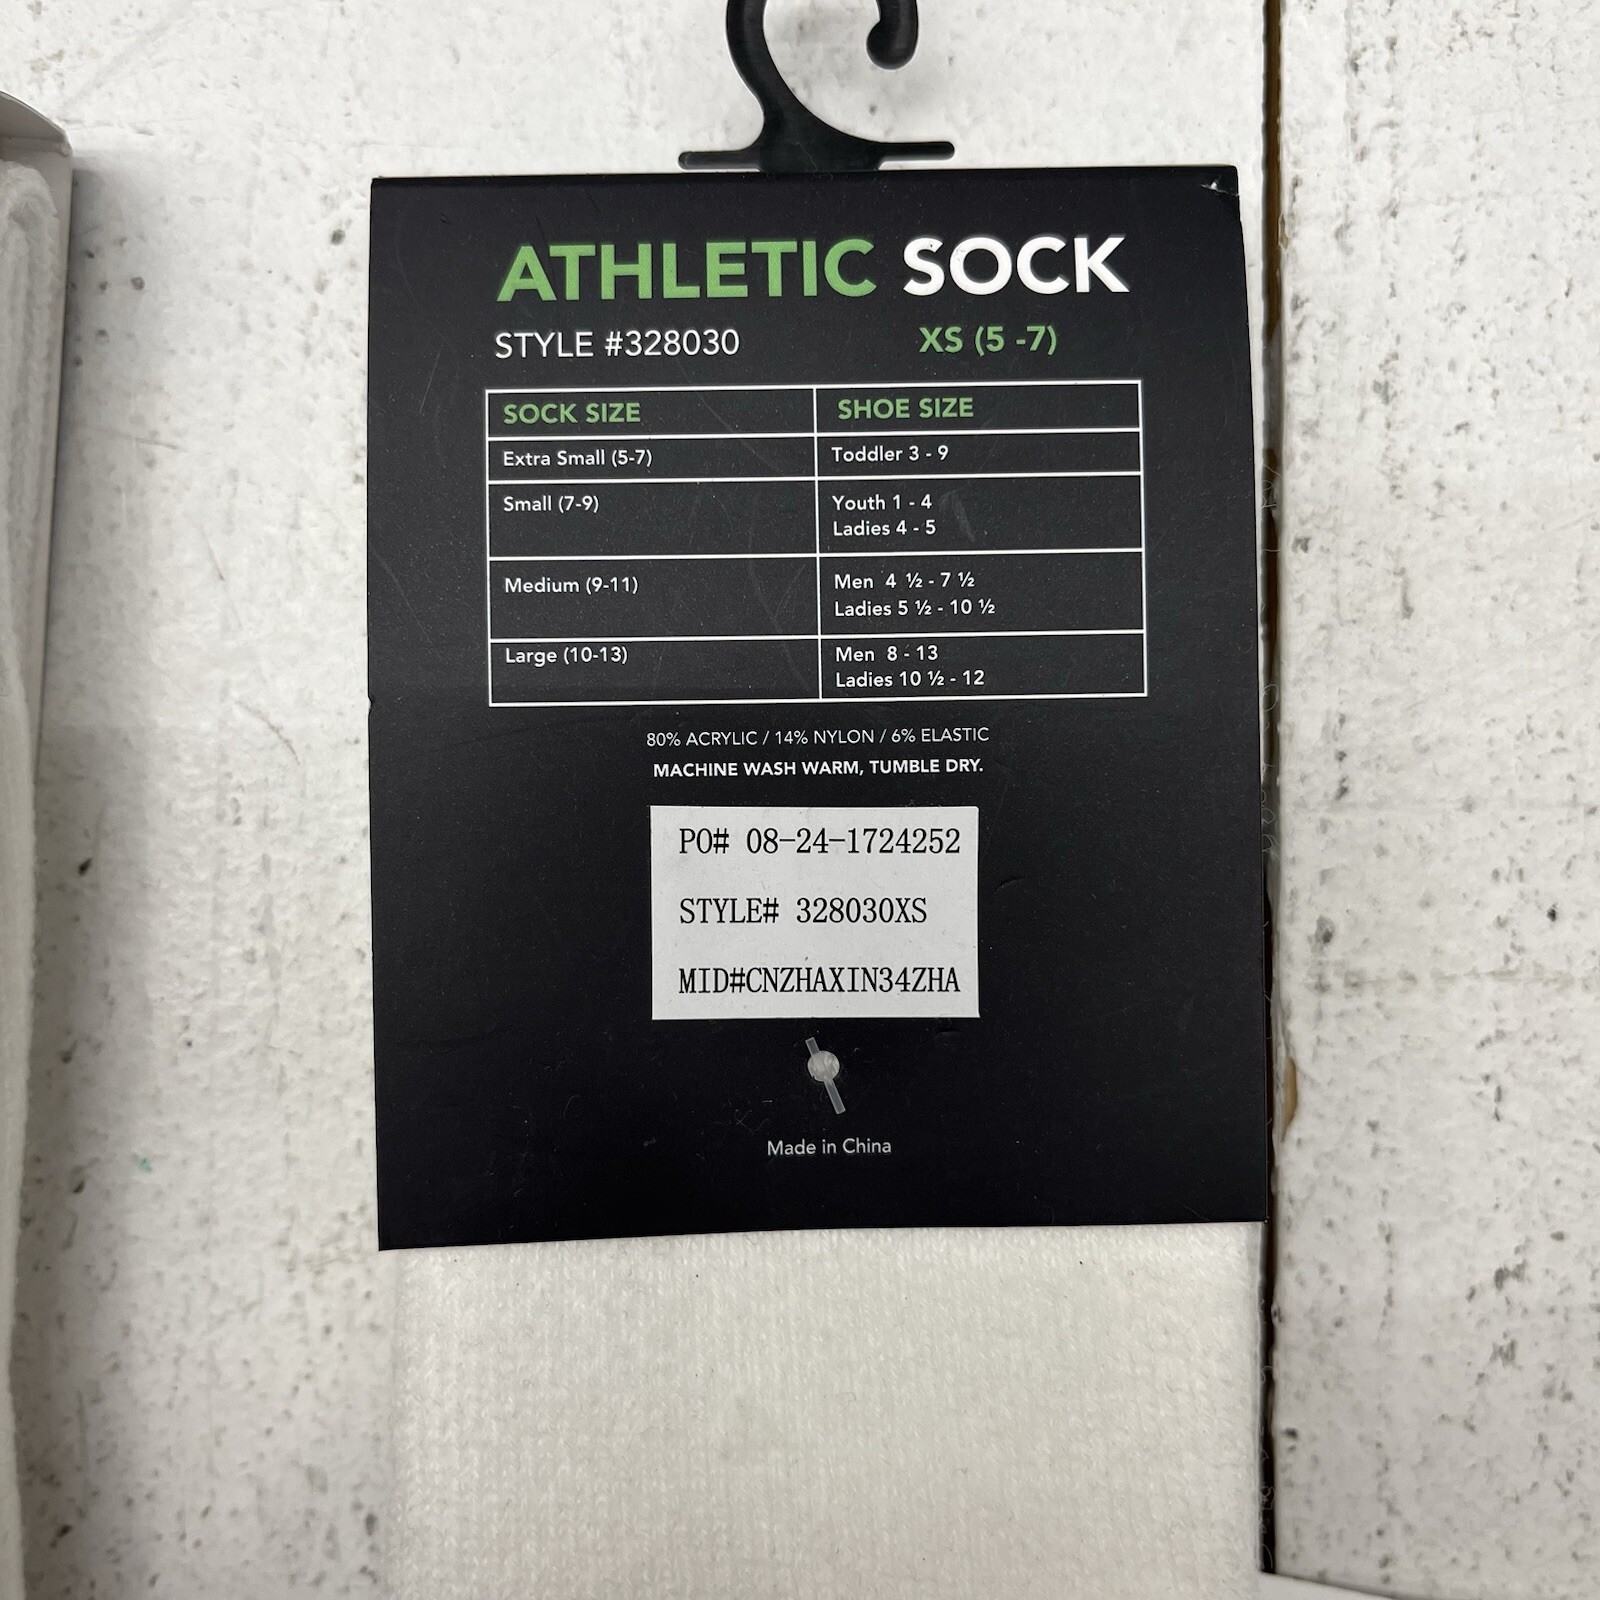 ATHLETIC SOCK
STYLE #328030 XS (5 -7)
SOCK SIZE SHOE SIZE
Extra Small (5-7) Toddler 3 - 9
Small (7-9) Youth 1 - 4
Ladies 4 - 5
Medium (9-11) Men 4 ½ - 7 ½
Ladies 5 ½ - 10 ½
Large (10-13) Men 8 - 13
Ladies 10 ½ - 12
80% ACRYLIC / 14% NYLON / 6% ELASTIC
MACHINE WASH WARM, TUMBLE DRY.
PO# 08-24-1724252
STYLE# 328030XS
MID#CNZHAXIN34ZHA
Made in China